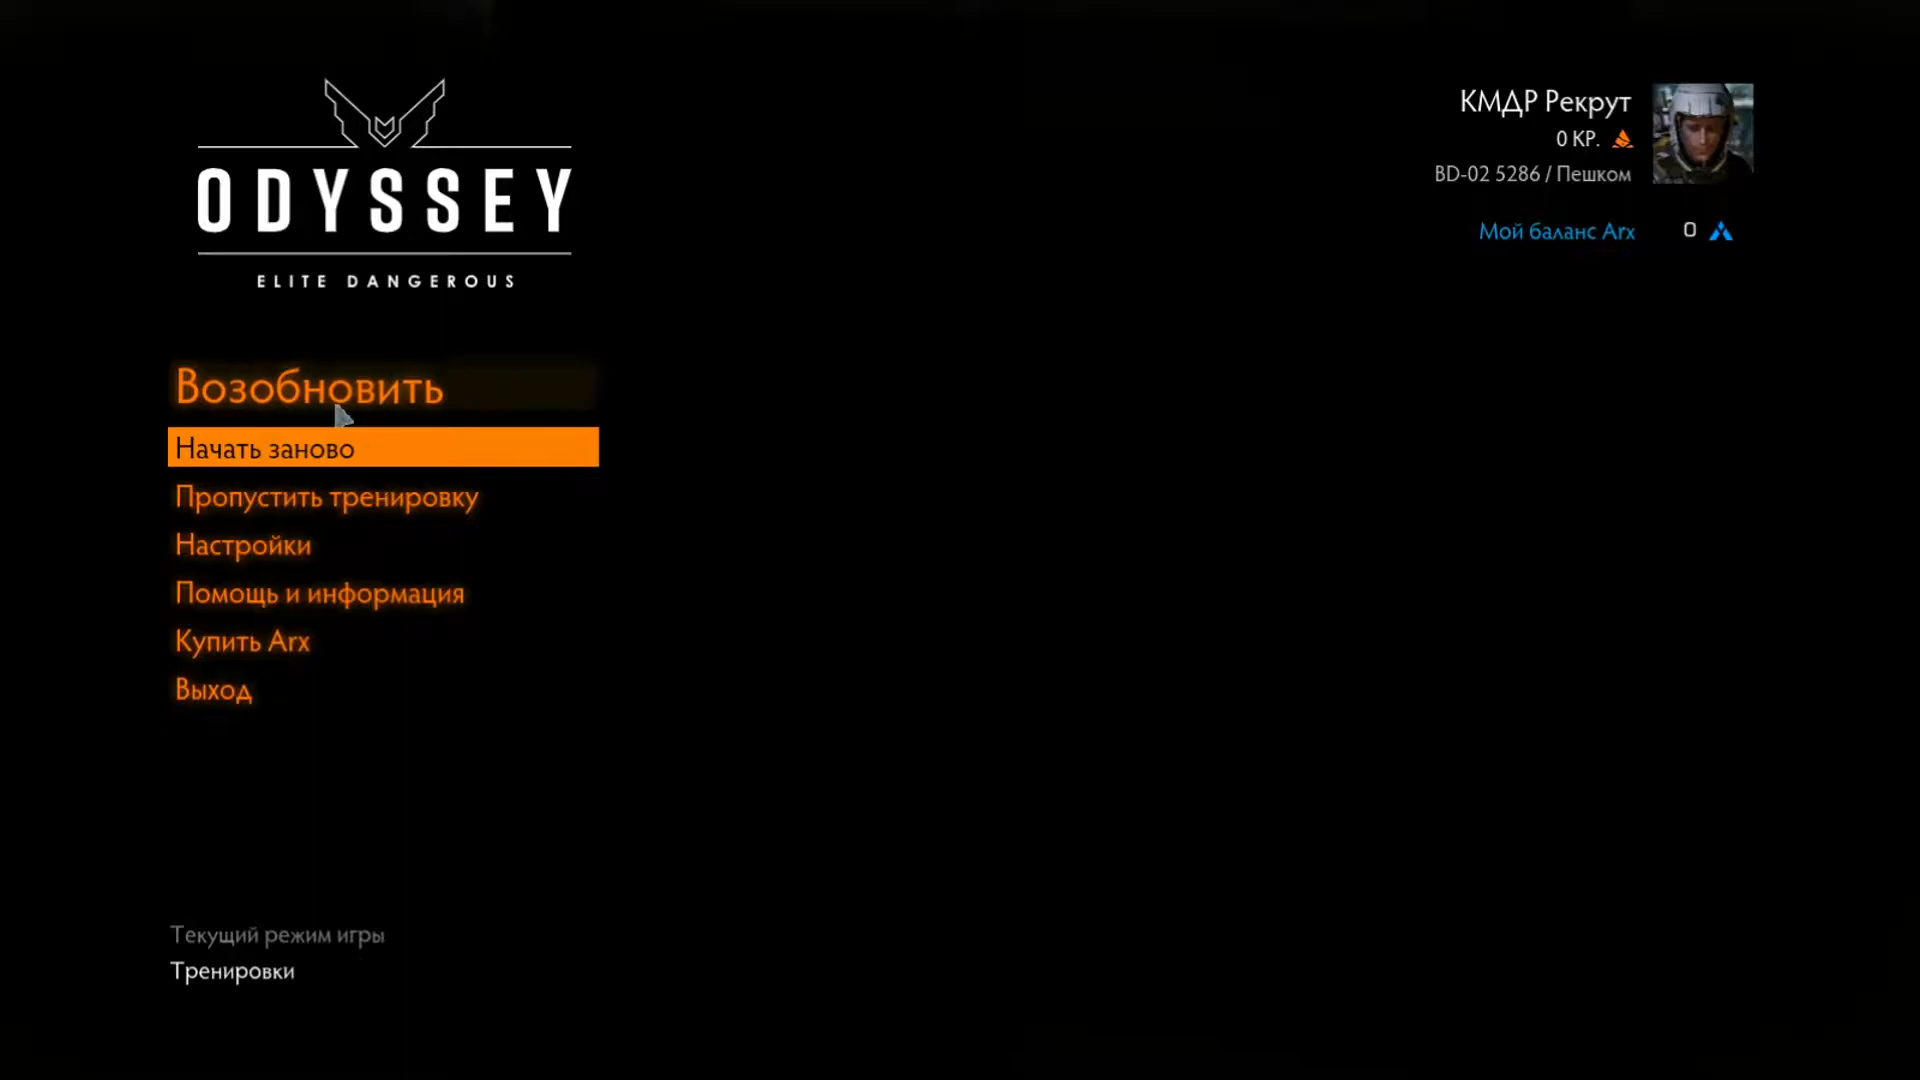 ODYSSEY
ELITE DANGEROUS
КМДР Рекрут
0 КР.
BD-02 5286 / Пешком
Мой баланс Arx 0
Возобновить
Начать заново
Пропустить тренировку
Настройки
Помощь и информация
Купить Arx
Выход
Текущий режим игры
Тренировки